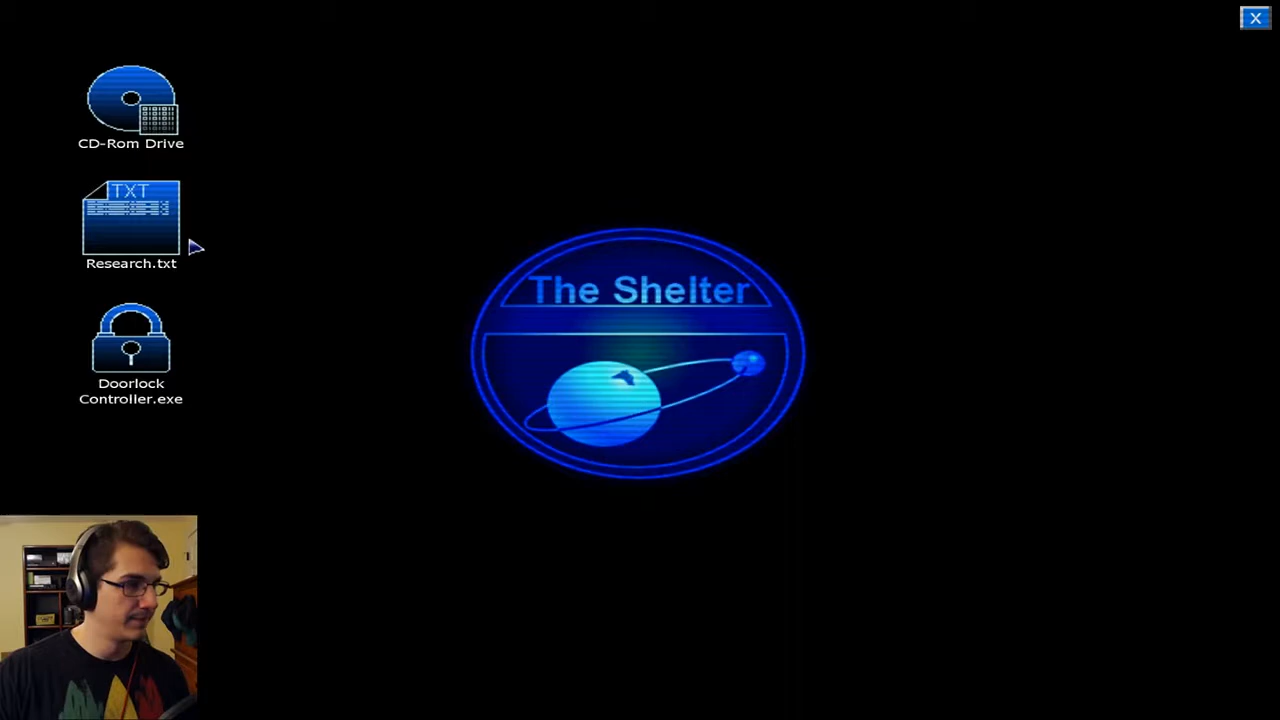 X
CD-Rom Drive
TXT
Research.txt
Doorlock
Controller.exe
The Shelter